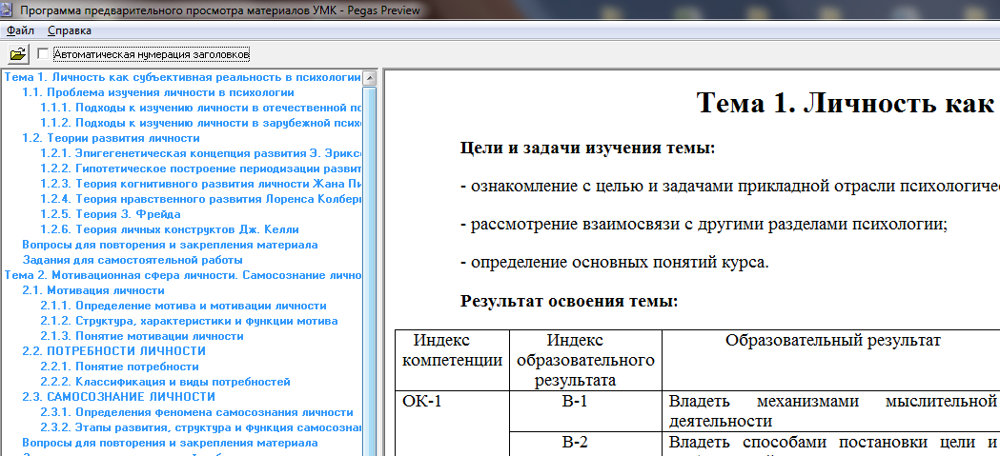 Программа предварительного просмотра материалов УМК - Pegas Preview
Файл Справка
Автоматическая нумерация заголовков
Тема 1. Личность как субъективная реальность в психологии
1.1. Проблема изучения личности в психологии
1.1.1. Подходы к изучению личности в отечественной
1.1.2. Подходы к изучению личности в зарубежной
1.2. Теории развития личности
1.2.1. Эпигегенетическая концепция развития Э.
1.2.2. Гипотетическое построение периодизации
1.2.3. Теория когнитивного развития личности Жана
1.2.4. Теория нравственного развития Лоренса
1.2.5. Теория З. Фрейда
1.2.6. Теория личных конструктов Дж. Келли
Вопросы для повторения и закрепления материала
Задания для самостоятельной работы
Тема 2. Мотивационная сфера личности. Самосознание
2.1. Мотивация личности
2.1.1. Определение мотива и мотивации личности
2.1.2. Структура, характеристики и функции мотива
2.1.3. Понятие мотивации личности
2.2. ПОТРЕБНОСТИ ЛИЧНОСТИ
2.2.1. Понятие потребности
2.2.2. Классификация и виды потребностей
2.3. САМОСОЗНАНИЕ ЛИЧНОСТИ
2.3.1. Определения феномена самосознания личности
2.3.2. Этапы развития, структура и функция
Вопросы для повторения и закрепления материала
Тема 1. Личность как
Цели и задачи изучения темы:
- ознакомление с целью и задачами прикладной отрасли
- рассмотрение взаимосвязи с другими разделами психологии;
- определение основных понятий курса.
Результат освоения темы:
Индекс компетенции
Индекс образовательного результата
Образовательный результат
ОК-1
В-1
Владеть механизмами мыслительной
деятельности
В-2
Владеть способами постановки цели и